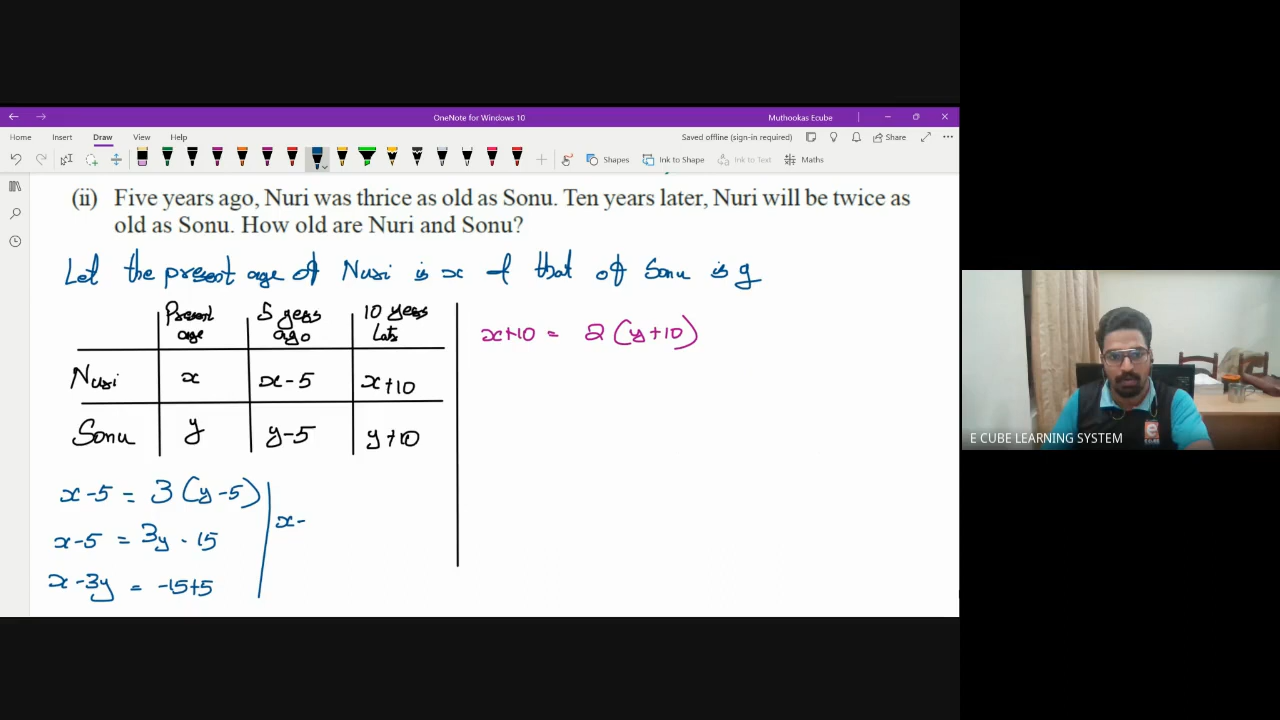 OneNote for Windows 10
Muthookas Ecube
Home Insert Draw View Help
Saved offline (sign-in required)
Share
Shapes
Ink to Shape
Ink to Text
Maths
(ii) Five years ago, Nuri was thrice as old as Sonu. Ten years later, Nuri will be twice as
old as Sonu. How old are Nuri and Sonu?
Let the present age of Nuri is x & that of Sonu is y
Present age
5 years ago
10 years Late
Nuri x x-5 x+10
Sonu y y-5 y+10
x-5 = 3(y-5)
x-5 = 3y - 15
x-3y = -15+5
x-
x+10 = 2(y+10)
E CUBE LEARNING SYSTEM